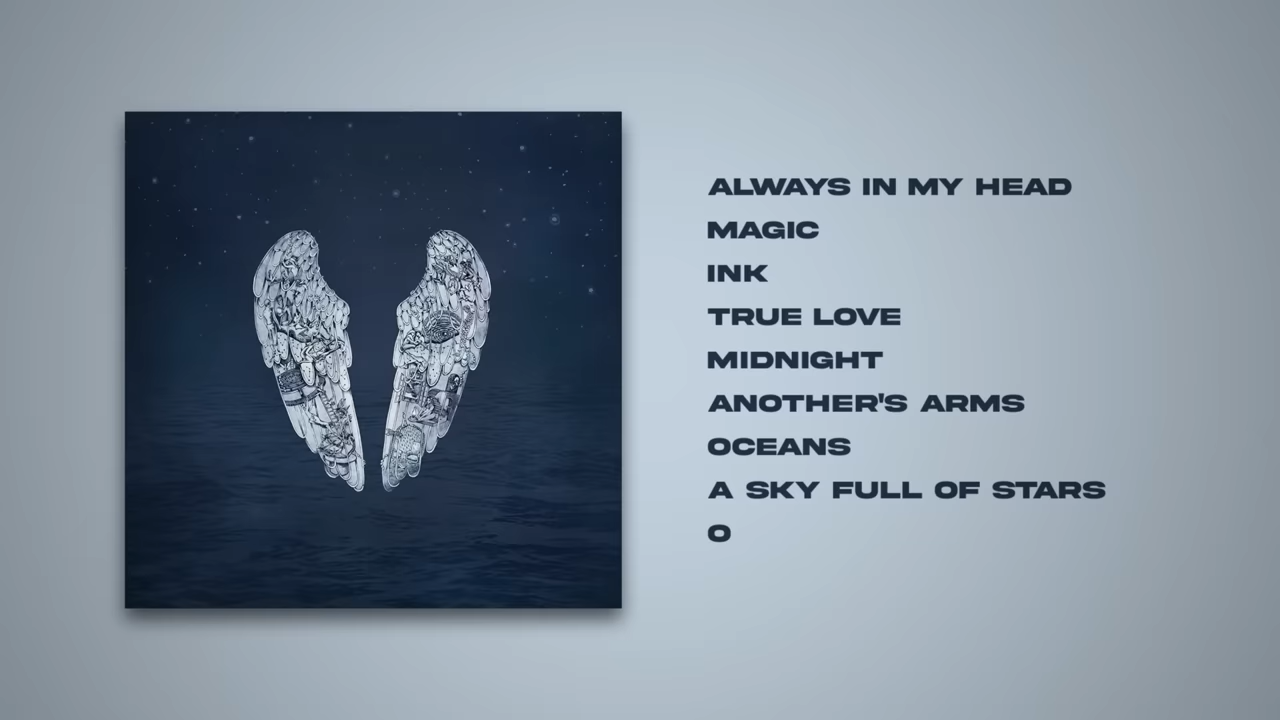 ALWAYS IN MY HEAD
MAGIC
INK
TRUE LOVE
MIDNIGHT
ANOTHER'S ARMS
OCEANS
A SKY FULL OF STARS
O